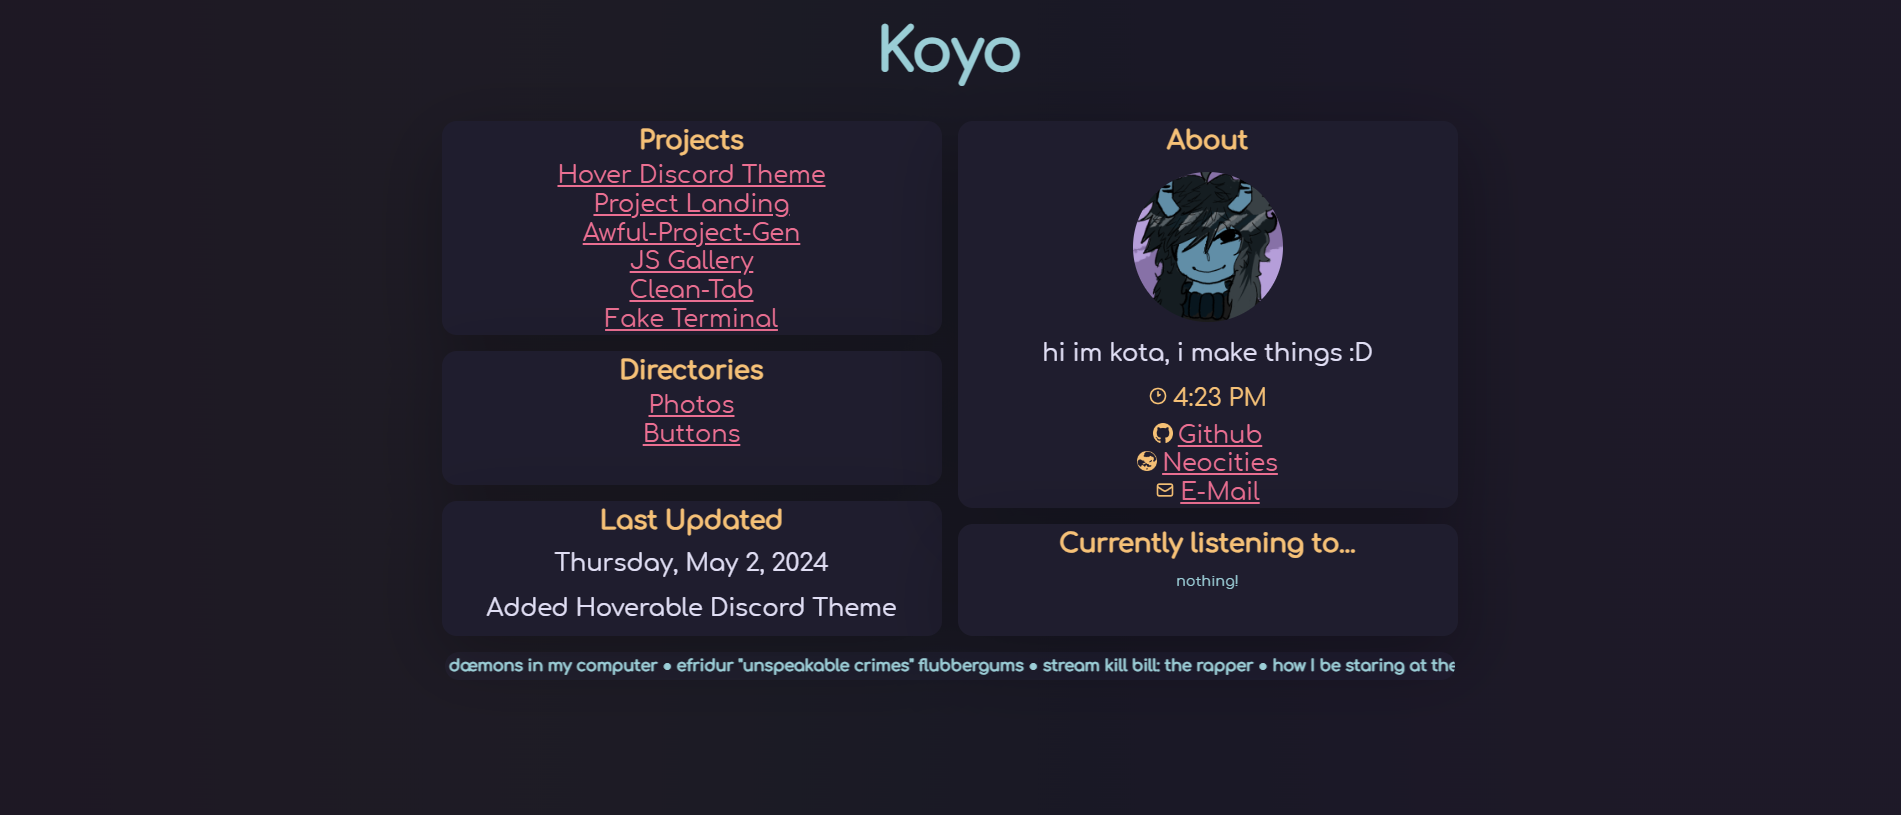 Koyo
Projects
Hover Discord Theme
Project Landing
Awful-Project-Gen
JS Gallery
Clean-Tab
Fake Terminal
Directories
Photos
Buttons
Last Updated
Thursday, May 2, 2024
Added Hoverable Discord Theme
About
hi im kota, i make things :D
4:23 PM
Github
Neocities
E-Mail
Currently listening to...
nothing!
dæmons in my computer ● efridur "unspeakable crimes" flubbergums ● stream kill bill: the rapper ● how I be staring at the